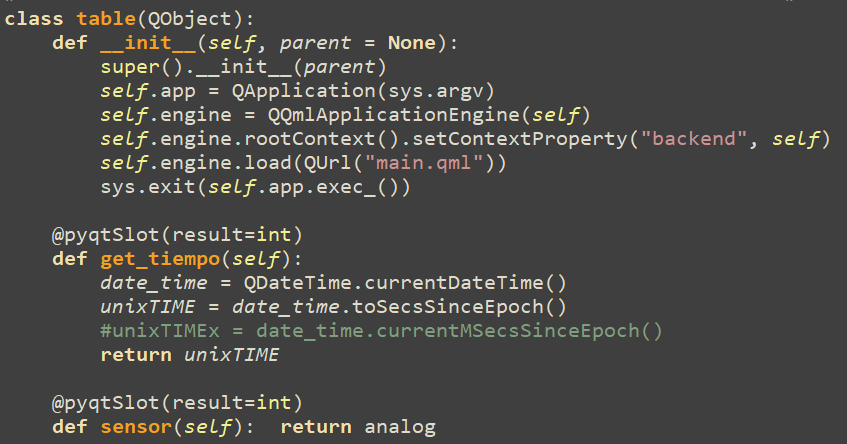 class table(QObject):
    def __init__(self, parent = None):
        super().__init__(parent)
        self.app = QApplication(sys.argv)
        self.engine = QQmlApplicationEngine(self)
        self.engine.rootContext().setContextProperty("backend", self)
        self.engine.load(QUrl("main.qml"))
        sys.exit(self.app.exec_())

    @pyqtSlot(result=int)
    def get_tiempo(self):
        date_time = QDateTime.currentDateTime()
        unixTIME = date_time.toSecsSinceEpoch()
        #unixTIMEx = date_time.currentMSecsSinceEpoch()
        return unixTIME

    @pyqtSlot(result=int)
    def sensor(self):  return analog